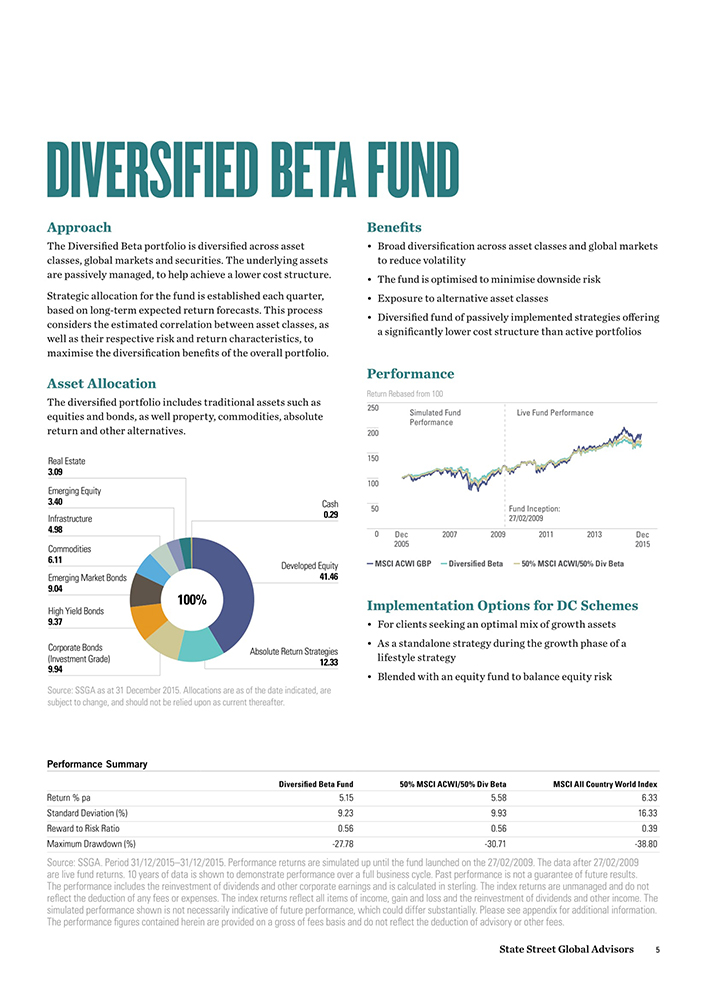 DIVERSIFIED BETA FUND
Approach
The Diversified Beta portfolio is diversified across asset
classes, global markets and securities. The underlying assets
are passively managed, to help achieve a lower cost structure.
Strategic allocation for the fund is established each quarter,
based on long-term expected return forecasts. This process
considers the estimated correlation between asset classes, as
well as their respective risk and return characteristics, to
maximise the diversification benefits of the overall portfolio.
Asset Allocation
The diversified portfolio includes traditional assets such as
equities and bonds, as well property, commodities, absolute
return and other alternatives.
Real Estate
3.09
Emerging Equity
3.40
Infrastructure
4.98
Commodities
6.11
Emerging Market Bonds
9.04
High Yield Bonds
9.37
Corporate Bonds
(Investment Grade)
9.94
100%
Cash
0.29
Developed Equity
41.46
Absolute Return Strategies
12.33
Source: SSGA as at 31 December 2015. Allocations are as of the date indicated, are
subject to change, and should not be relied upon as current thereafter.
Benefits
• Broad diversification across asset classes and global markets
to reduce volatility
• The fund is optimised to minimise downside risk
• Exposure to alternative asset classes
• Diversified fund of passively implemented strategies offering
a significantly lower cost structure than active portfolios
Performance
Return Rebased from 100
250
200
150
100
50
0
Simulated Fund
Performance
Live Fund Performance
Fund Inception:
27/02/2009
Dec 2007 2009 2011 2013 Dec
2005 2015
MSCI ACWI GBP Diversified Beta 50% MSCI ACWI/50% Div Beta
Implementation Options for DC Schemes
• For clients seeking an optimal mix of growth assets
• As a standalone strategy during the growth phase of a
lifestyle strategy
• Blended with an equity fund to balance equity risk
Performance Summary
Diversified Beta Fund 50% MSCI ACWI/50% Div Beta MSCI All Country World Index
Return % pa 5.15 5.58 6.33
Standard Deviation (%) 9.23 9.93 16.33
Reward to Risk Ratio 0.56 0.56 0.39
Maximum Drawdown (%) -27.78 -30.71 -38.80
Source: SSGA. Period 31/12/2015–31/12/2015. Performance returns are simulated up until the fund launched on the 27/02/2009. The data after 27/02/2009
are live fund returns. 10 years of data is shown to demonstrate performance over a full business cycle. Past performance is not a guarantee of future results.
The performance includes the reinvestment of dividends and other corporate earnings and is calculated in sterling. The index returns are unmanaged and do not
reflect the deduction of any fees or expenses. The index returns reflect all items of income, gain and loss and the reinvestment of dividends and other income. The
simulated performance shown is not necessarily indicative of future performance, which could differ substantially. Please see appendix for additional information.
The performance figures contained herein are provided on a gross of fees basis and do not reflect the deduction of advisory or other fees.
State Street Global Advisors 5